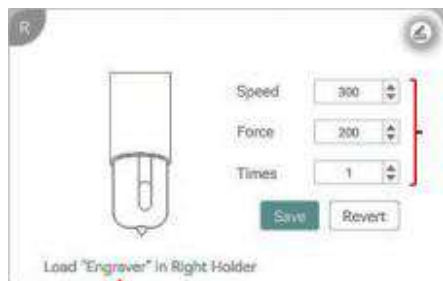 R
Speed 300
Force 200
Times 1
Save Revert
Load "Engraver" in Right Holder